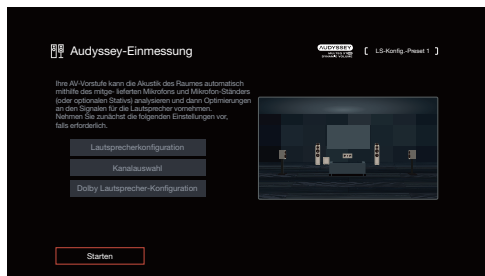 Audyssey-Einmessung
AUDYSSEY
LS-Konfig.-Preset 1
Ihre AV-Vorstufe kann die Akustik des Raumes automatisch
mithilfe des mitge- lieferten Mikrofons und Mikrofon-Ständers
(oder optionalen Stativs) analysieren und dann Optimierungen
an den Signalen für die Lautsprecher vornehmen.
Nehmen Sie zunächst die folgenden Einstellungen vor,
falls erforderlich.
Lautsprecherkonfiguration
Kanalauswahl
Dolby Lautsprecher-Konfiguration
Starten